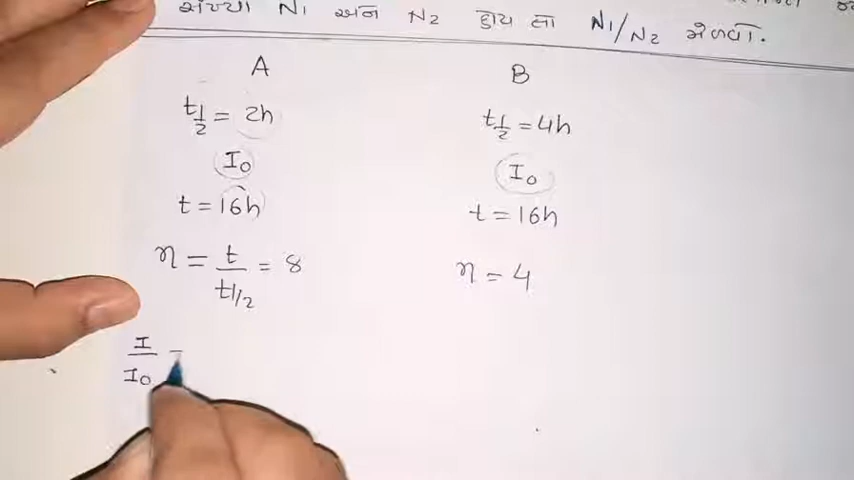 સંખ્યા N1 અને N2 હોય તો N1/N2 મેળવો.
A B
t1/2 = 2h t1/2 = 4h
I0 I0
t = 16h t = 16h
n = t/t1/2 = 8 n = 4
I/I0 =